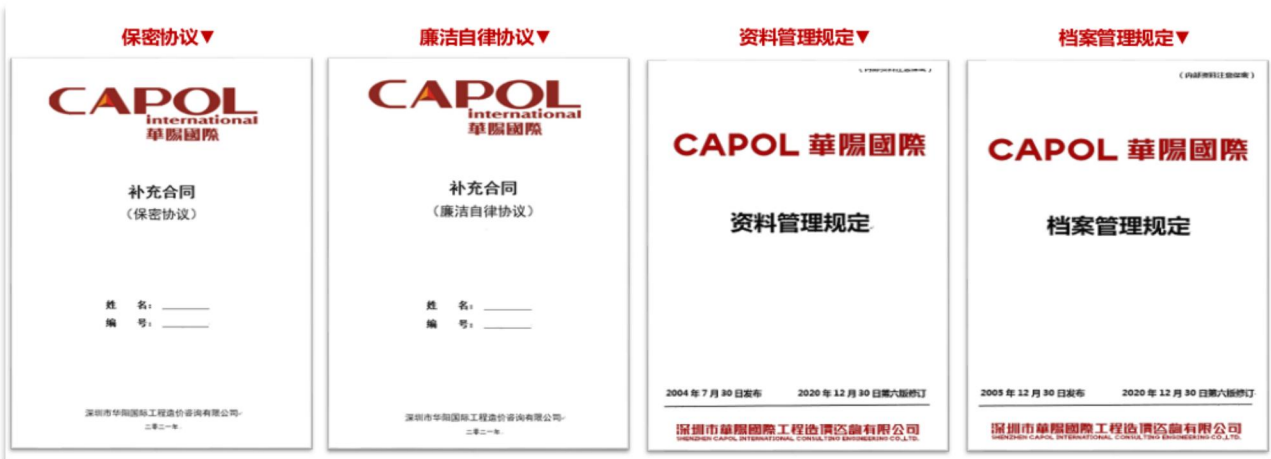 保密协议▼
廉洁自律协议▼
资料管理规定▼
档案管理规定▼
CAPOL
international
華陽國際
补充合同
（保密协议）
姓 名：
编 号：
深圳市华阳国际工程造价咨询有限公司
二零二一年
CAPOL
international
華陽國際
补充合同
（廉洁自律协议）
姓 名：
编 号：
深圳市华阳国际工程造价咨询有限公司
二零二一年
CAPOL 華陽國際
资料管理规定
2004 年 7 月 30 日发布 2020 年 12 月 30 日第六版修订
深圳市華陽國際工程造價咨詢有限公司
SHENZHEN CAPOL INTERNATIONAL CONSULTING ENGINEERING CO.,LTD.
（内部资料注意保密）
CAPOL 華陽國際
档案管理规定
2005 年 12 月 30 日发布 2020 年 12 月 30 日第六版修订
深圳市華陽國際工程造價咨詢有限公司
SHENZHEN CAPOL INTERNATIONAL CONSULTING ENGINEERING CO.,LTD.